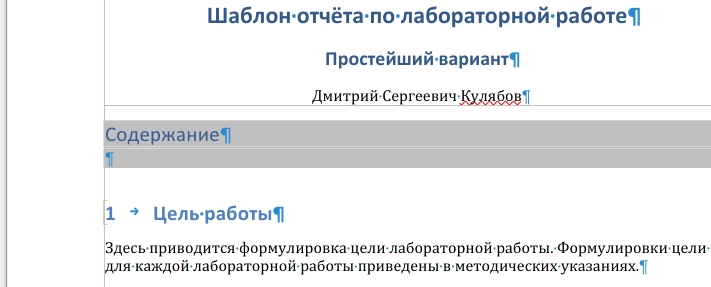 Шаблон отчёта по лабораторной работе
Простейший вариант
Дмитрий Сергеевич Кулябов
Содержание
1 Цель работы
Здесь приводится формулировка цели лабораторной работы. Формулировки цели
для каждой лабораторной работы приведены в методических указаниях.